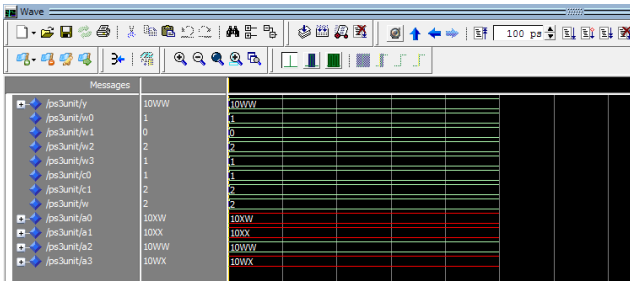 Wave
100 ps
Messages
/ps3unit/y 10WW 10WW
/ps3unit/w0 1 1
/ps3unit/w1 0 0
/ps3unit/w2 2 2
/ps3unit/w3 1 1
/ps3unit/c0 1 1
/ps3unit/c1 2 2
/ps3unit/w 2 2
/ps3unit/a0 10XW 10XW
/ps3unit/a1 10XX 10XX
/ps3unit/a2 10WW 10WW
/ps3unit/a3 10WX 10WX